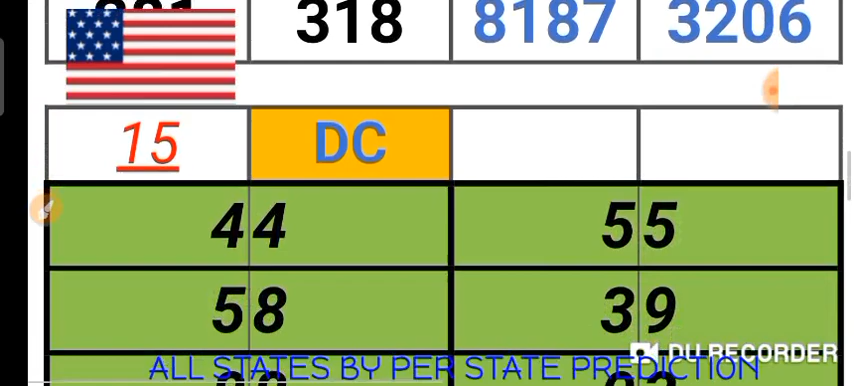 318 8187 3206
15 DC
44 55
58 39
DU RECORDER
ALL STATES BY PER STATE PREDICTION